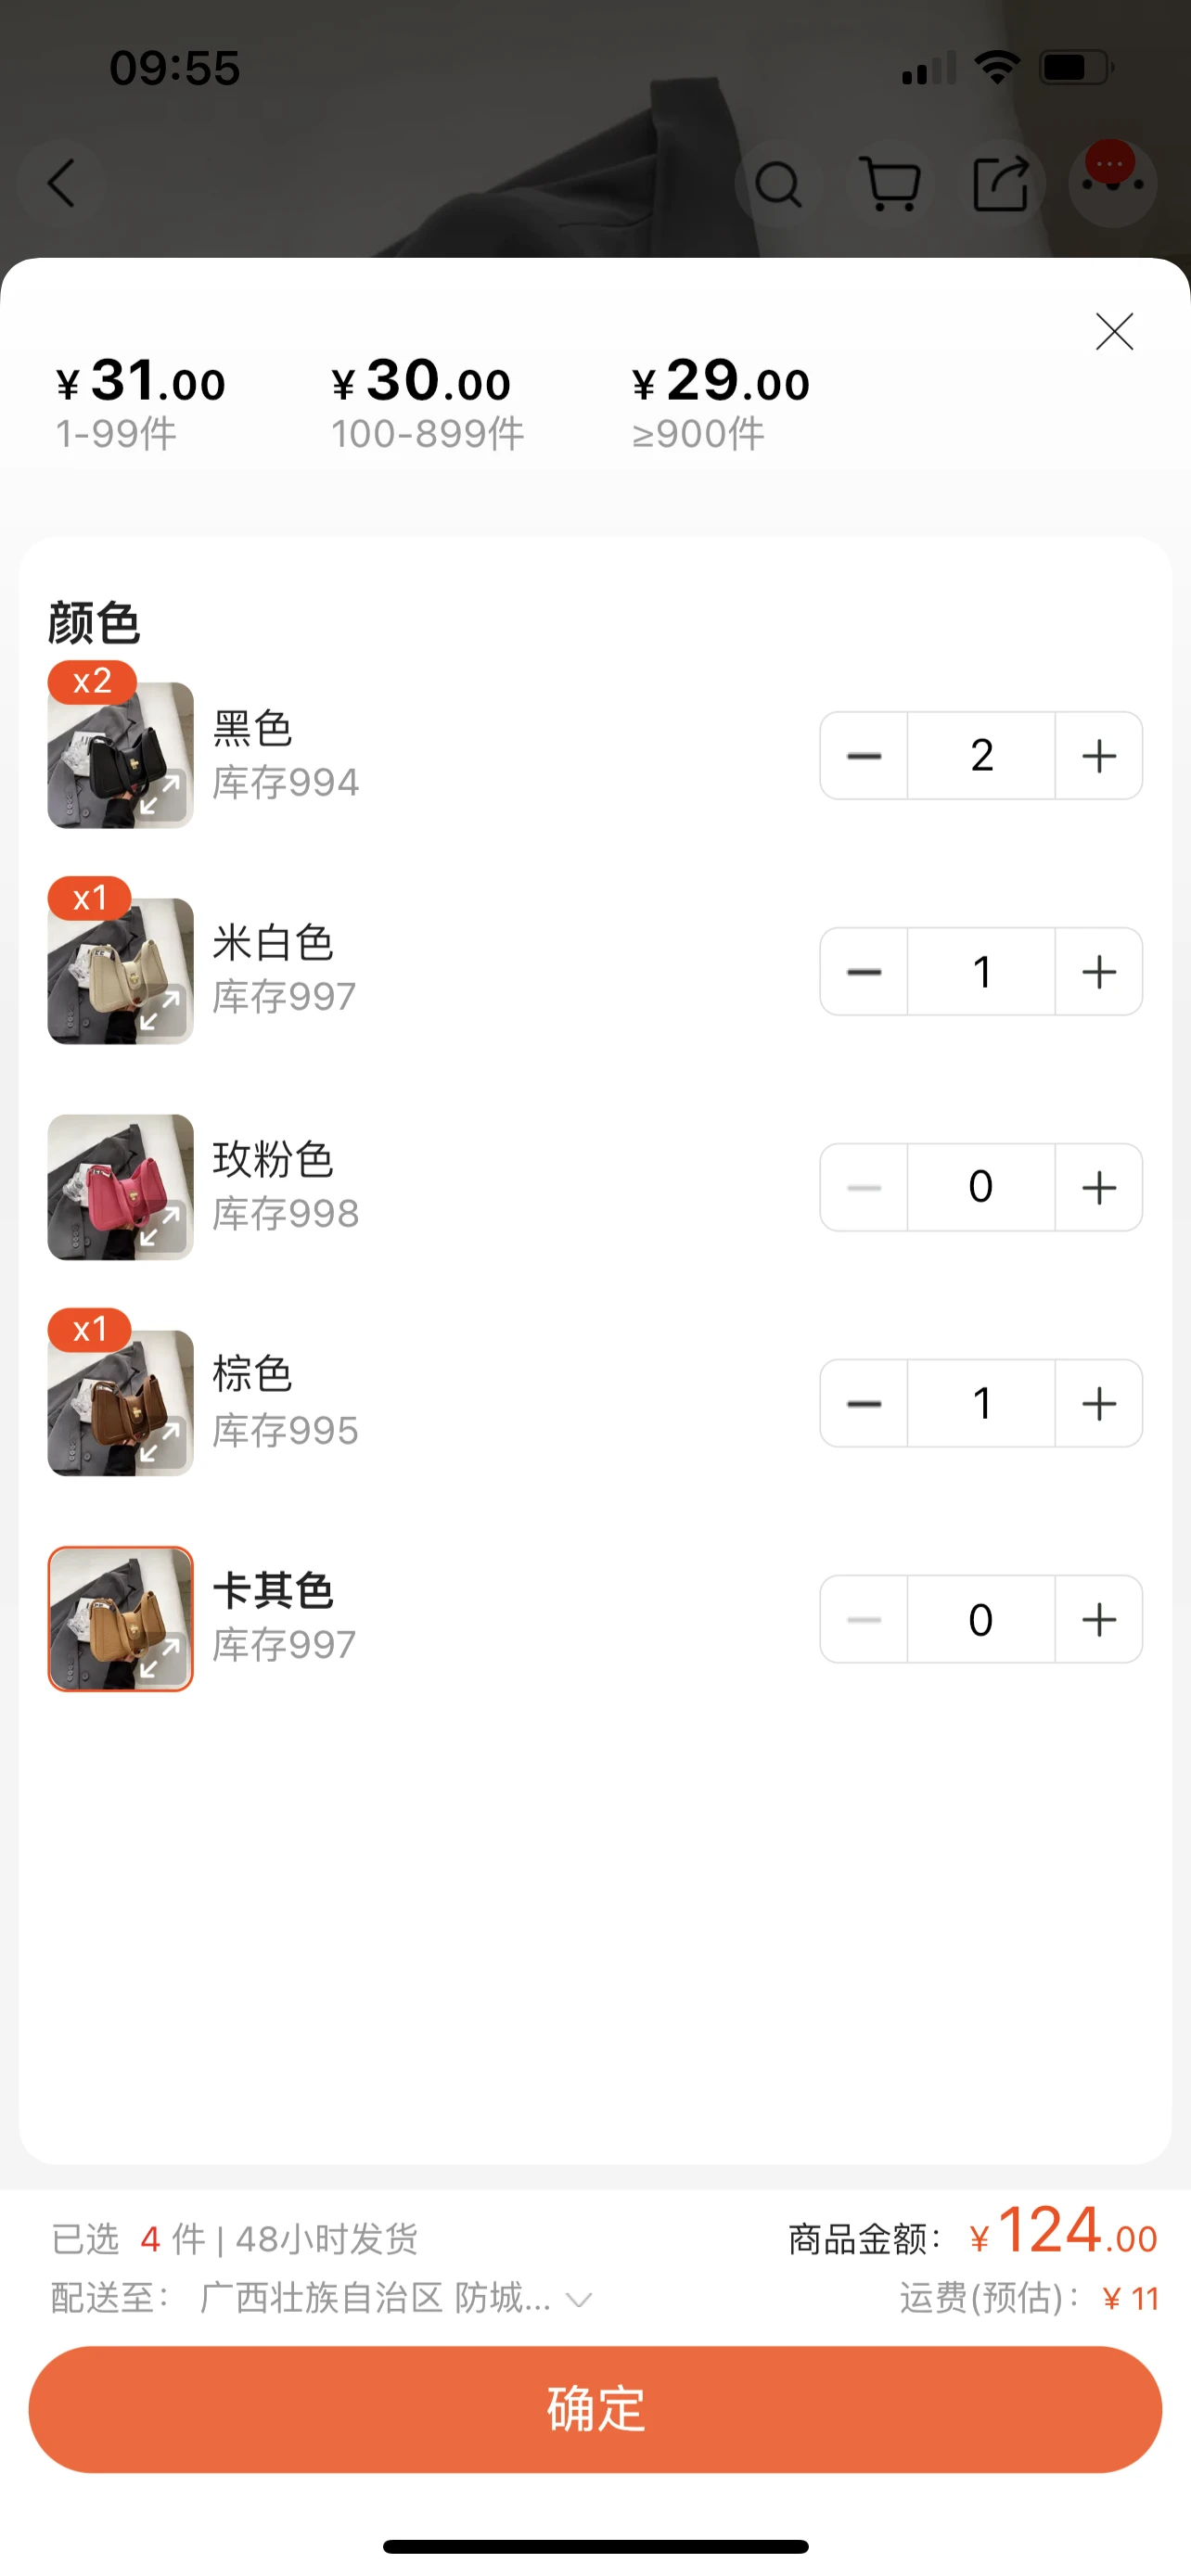 09:55
¥31.00 ¥30.00 ¥29.00
1-99件 100-899件 ≥900件
颜色
x2
黑色
库存994
2
x1
米白色
库存997
1
玫粉色
库存998
0
x1
棕色
库存995
1
卡其色
库存997
0
已选 4 件 | 48小时发货 商品金额： ¥124.00
配送至： 广西壮族自治区 防城... 运费(预估)： ¥11
确定